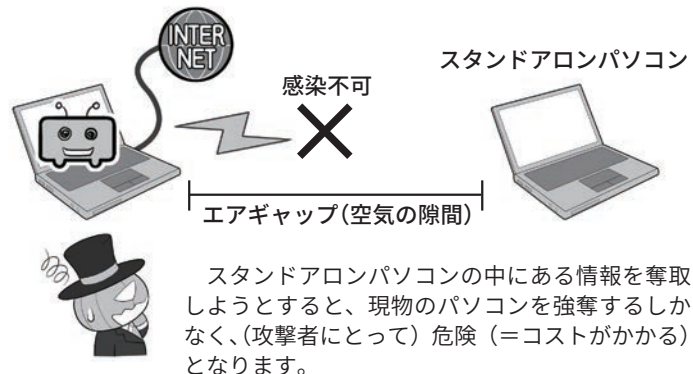 INTER
NET
スタンドアロンパソコン
感染不可
エアギャップ(空気の隙間)
スタンドアロンパソコンの中にある情報を奪取
しようとすると、現物のパソコンを強奪するしか
なく、(攻撃者にとって)危険(=コストがかかる)
となります。